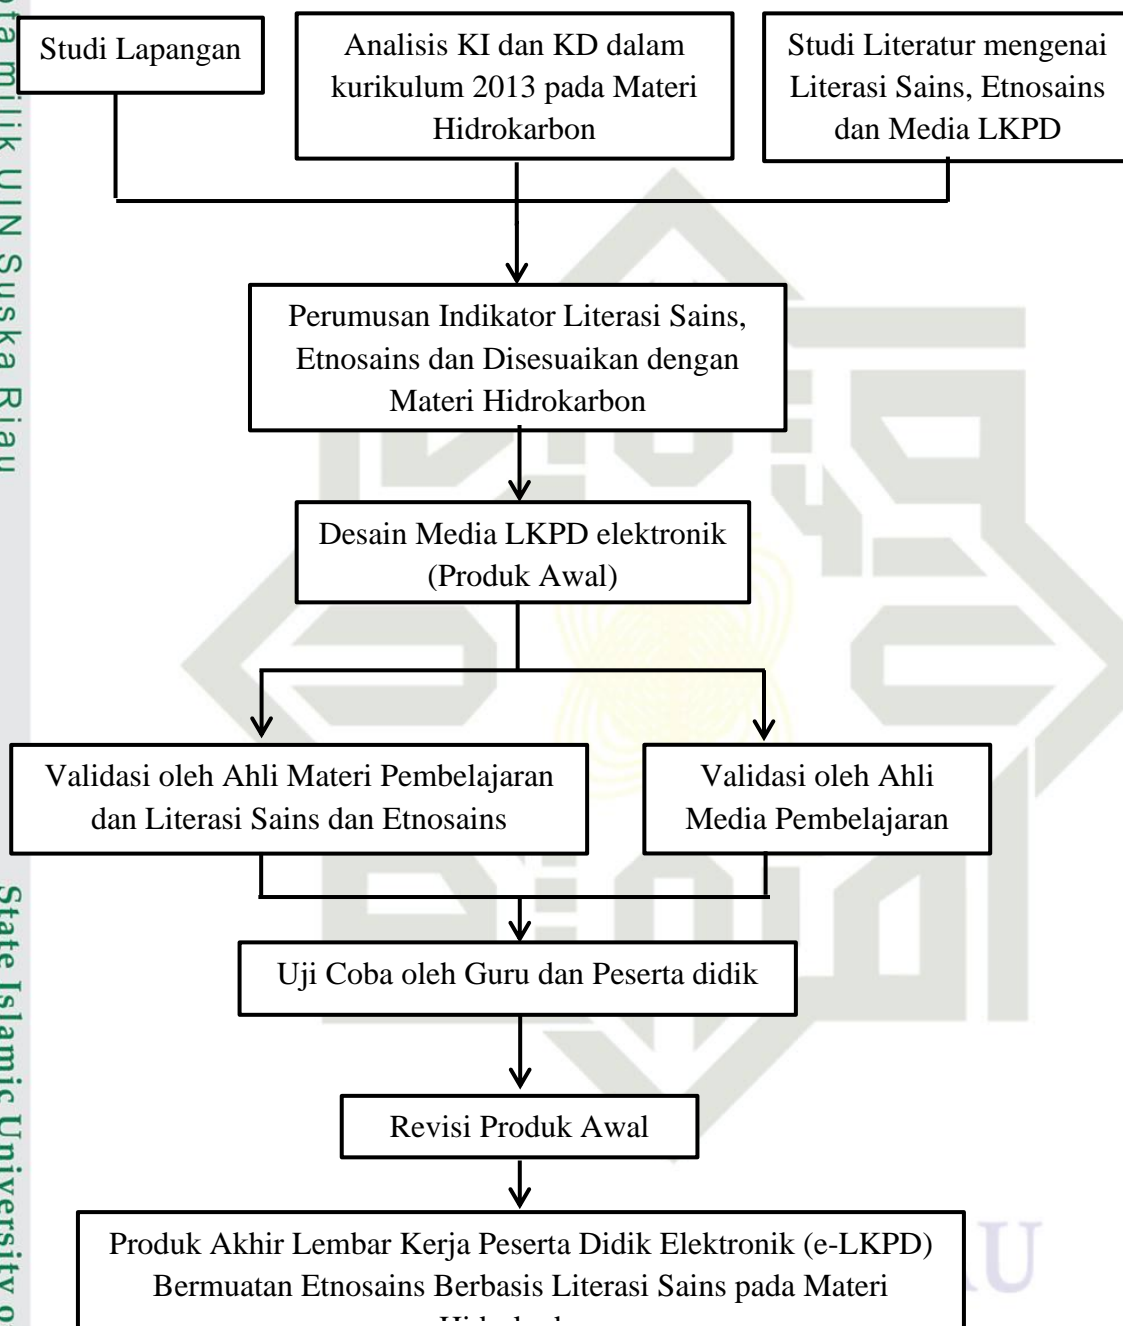 Studi Lapangan
Analisis KI dan KD dalam
kurikulum 2013 pada Materi
Hidrokarbon
Studi Literatur mengenai
Literasi Sains, Etnosains
dan Media LKPD
Perumusan Indikator Literasi Sains,
Etnosains dan Disesuaikan dengan
Materi Hidrokarbon
Desain Media LKPD elektronik
(Produk Awal)
Validasi oleh Ahli Materi Pembelajaran
dan Literasi Sains dan Etnosains
Validasi oleh Ahli
Media Pembelajaran
Uji Coba oleh Guru dan Peserta didik
Revisi Produk Awal
Produk Akhir Lembar Kerja Peserta Didik Elektronik (e-LKPD)
Bermuatan Etnosains Berbasis Literasi Sains pada Materi
milik UIN Suska Riau
State Islamic University
AU